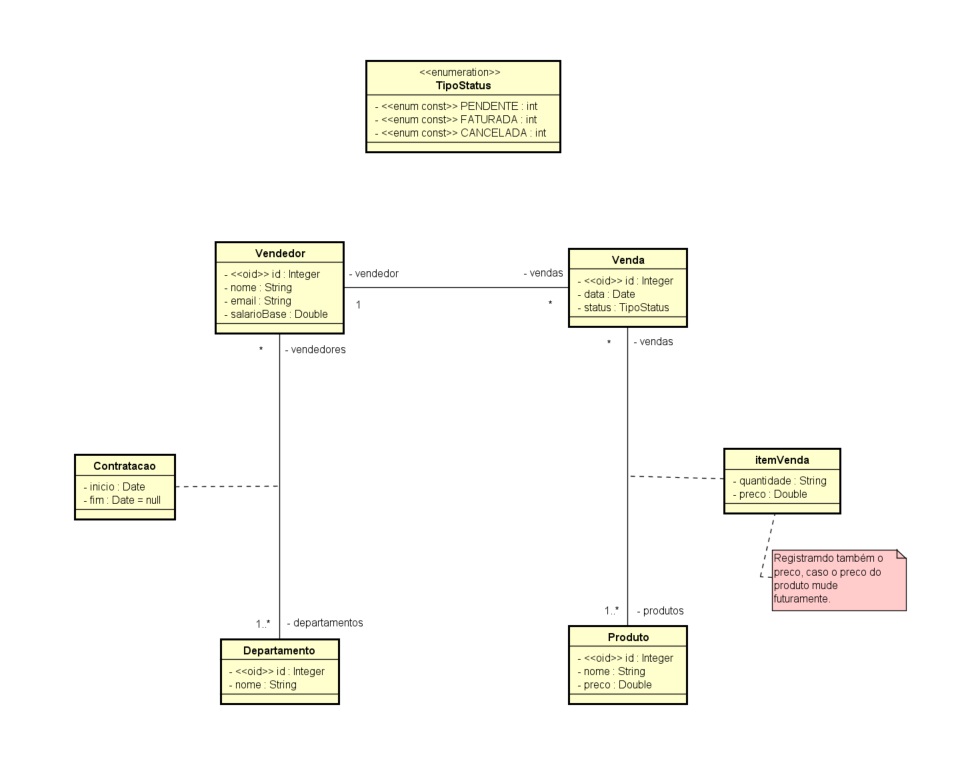 <<enumeration>>
TipoStatus
- <<enum const>> PENDENTE : int
- <<enum const>> FATURADA : int
- <<enum const>> CANCELADA : int
Vendedor
- <<oid>> id : Integer
- nome : String
- email : String
- salarioBase : Double
- vendedor
1
- vendas
*
Venda
- <<oid>> id : Integer
- data : Date
- status : TipoStatus
*
- vendedores
*
- vendas
Contratacao
- inicio : Date
- fim : Date = null
itemVenda
- quantidade : String
- preco : Double
Registramdo também o
preco, caso o preco do
produto mude
futuramente.
1..*
- departamentos
1..*
- produtos
Departamento
- <<oid>> id : Integer
- nome : String
Produto
- <<oid>> id : Integer
- nome : String
- preco : Double